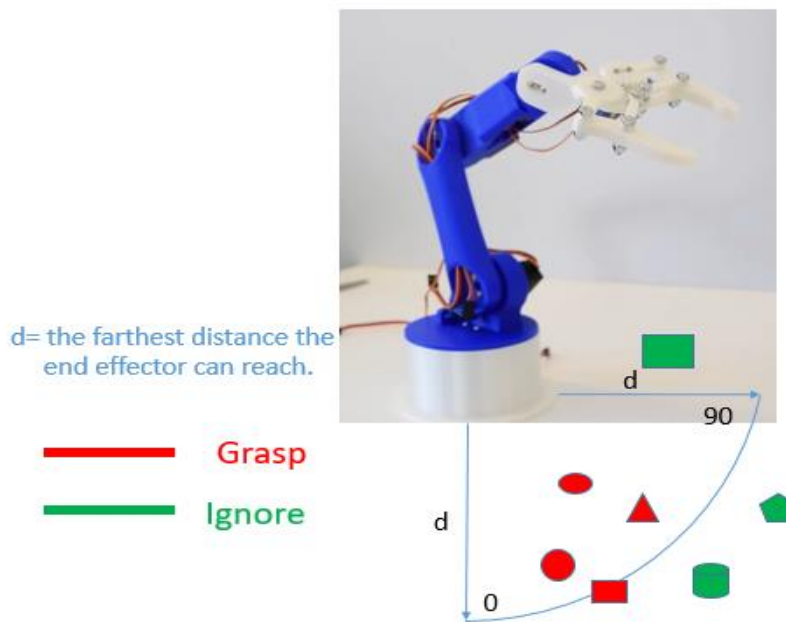 d= the farthest distance the
end effector can reach.
d
90
Grasp
Ignore
d
0